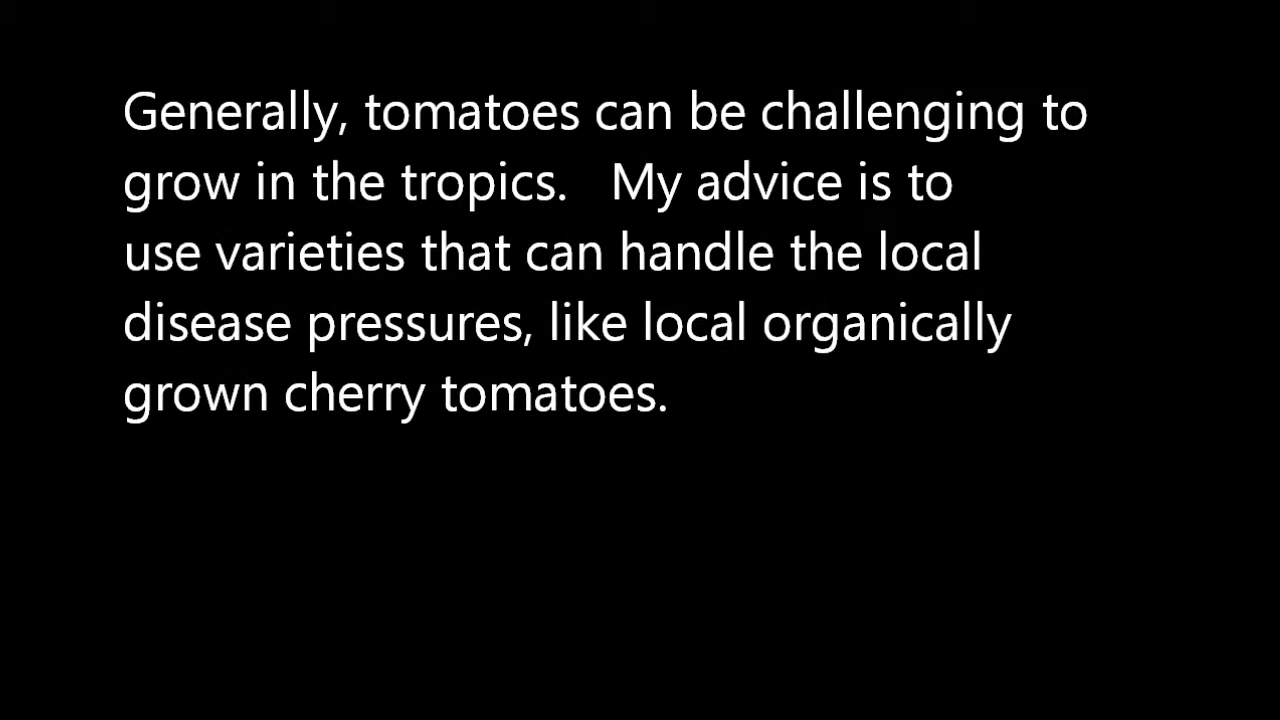 Generally, tomatoes can be challenging to
grow in the tropics.   My advice is to
use varieties that can handle the local
disease pressures, like local organically
grown cherry tomatoes.